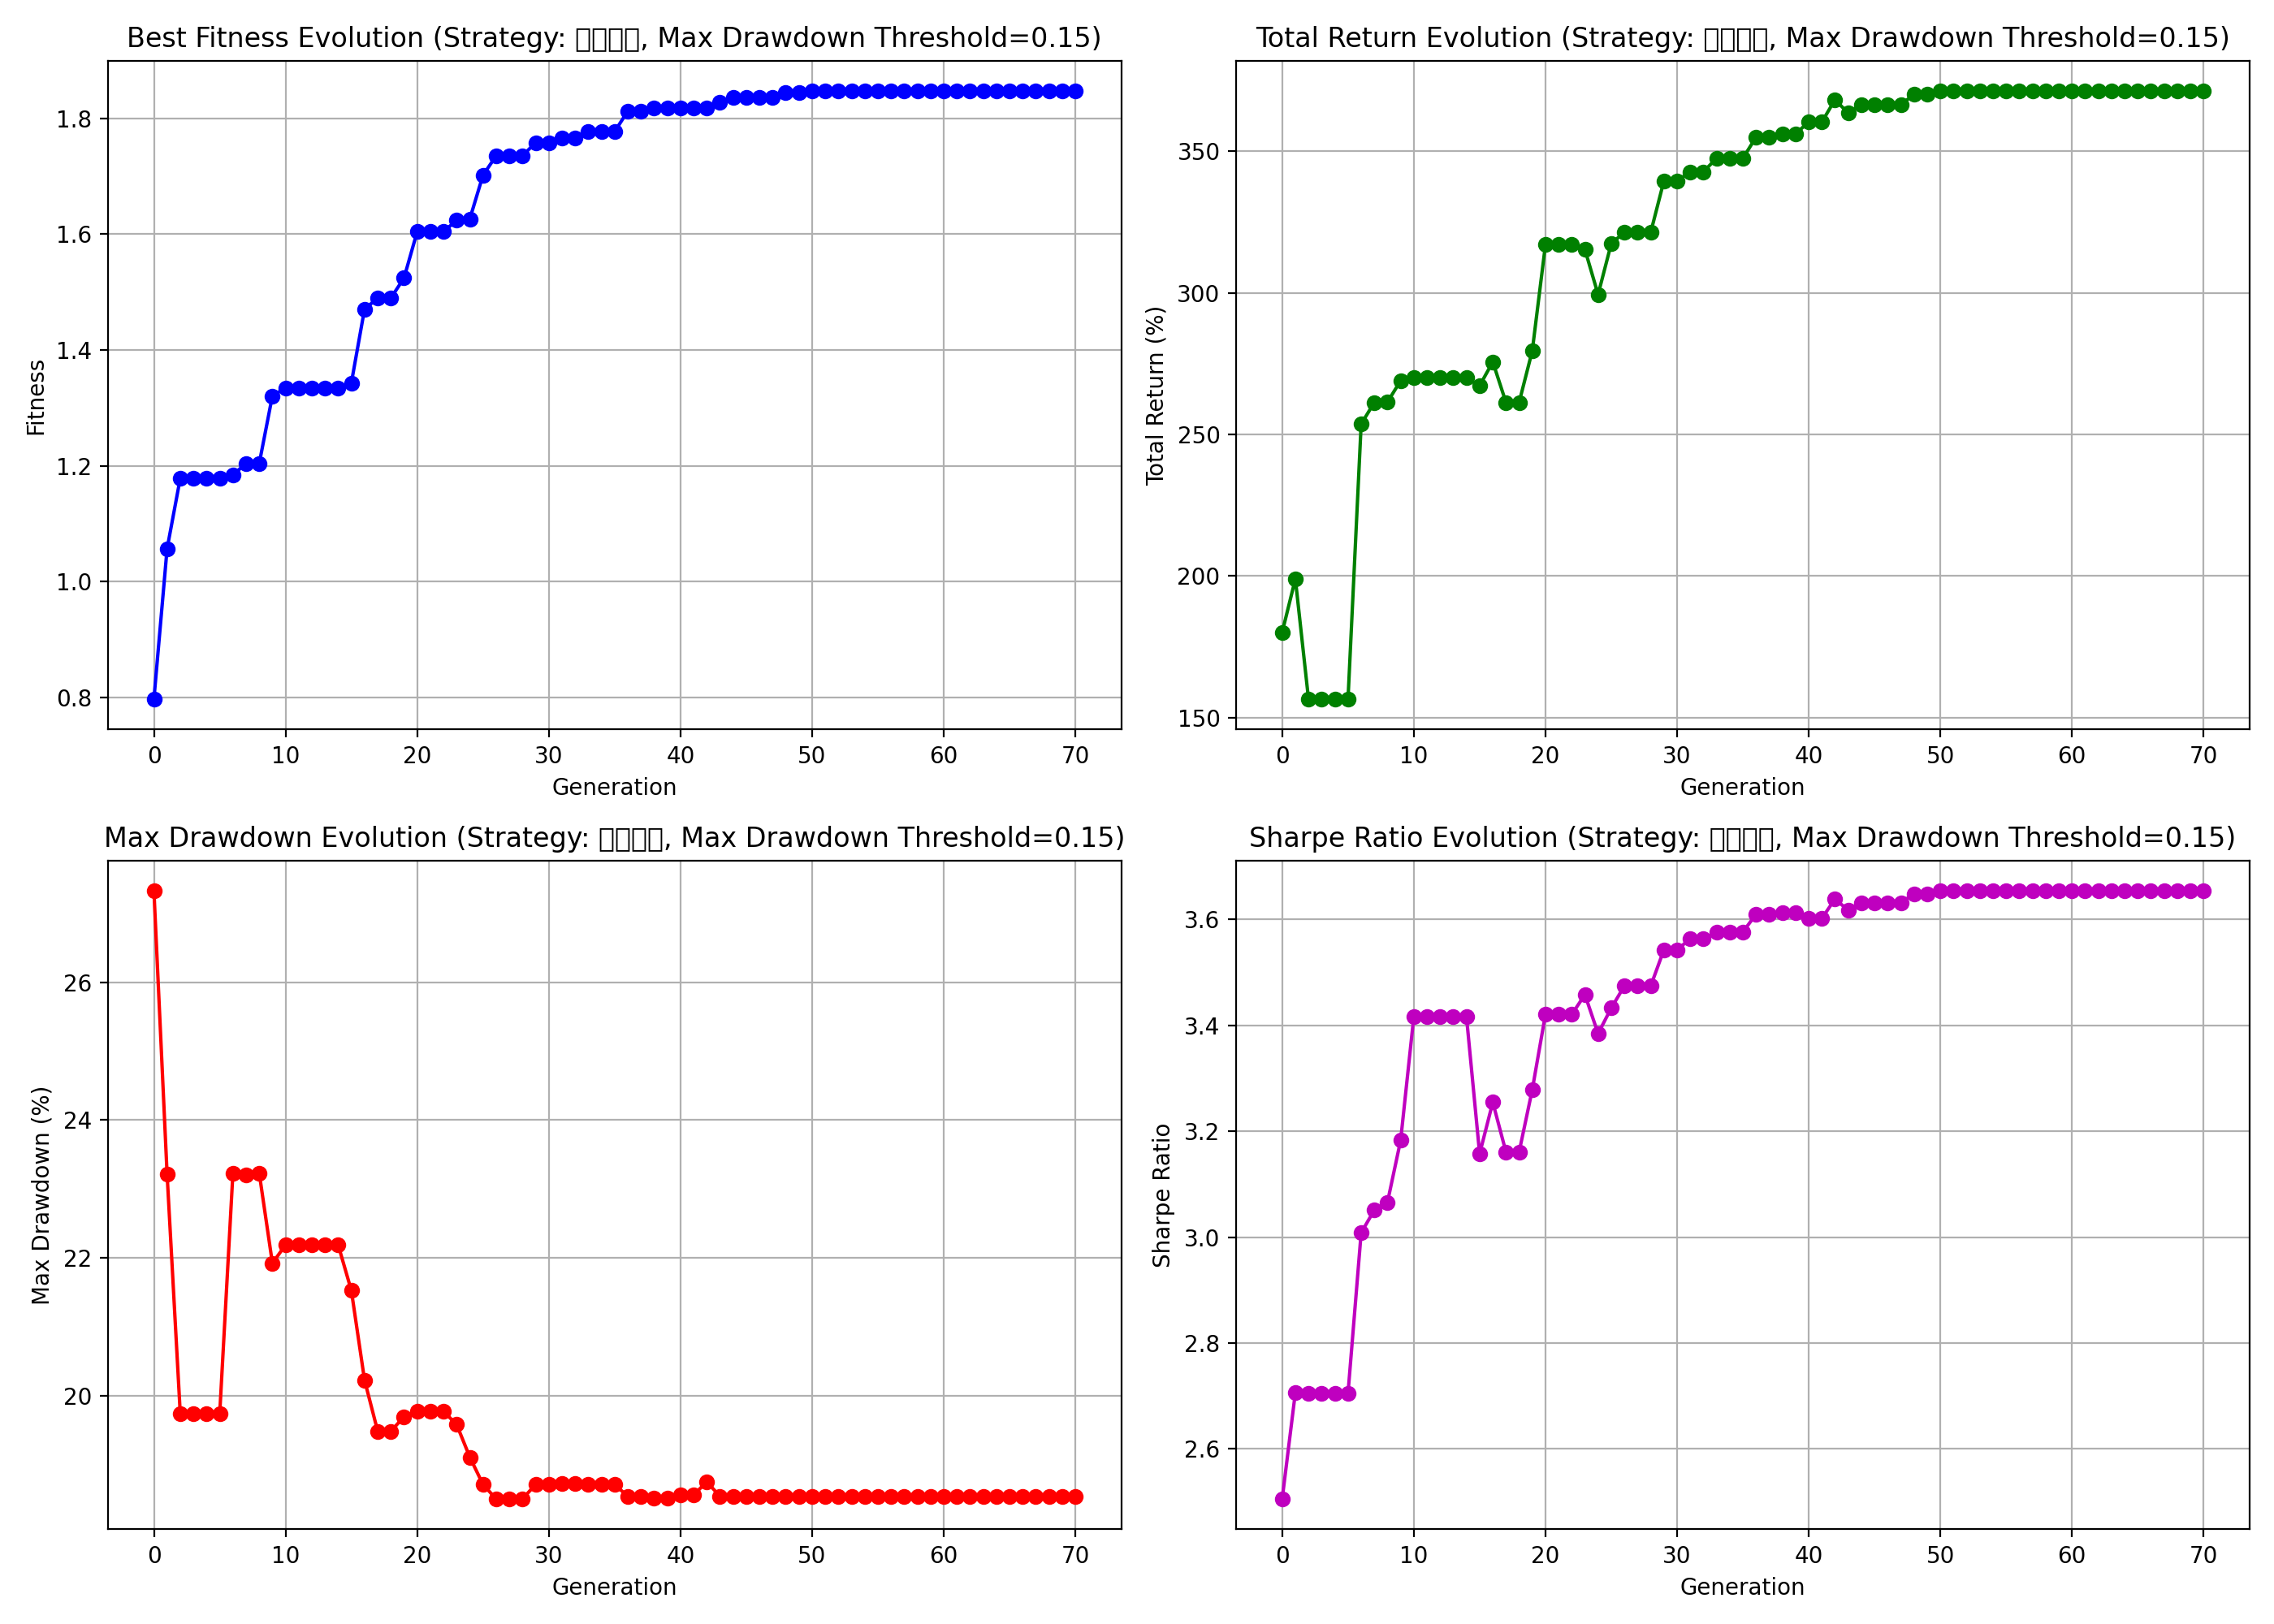 Best Fitness Evolution (Strategy: □□□□, Max Drawdown Threshold=0.15)
Fitness
1.8
1.6
1.4
1.2
1.0
0.8
0 10 20 30 40 50 60 70
Generation
Total Return Evolution (Strategy: □□□□, Max Drawdown Threshold=0.15)
Total Return (%)
350
300
250
200
150
0 10 20 30 40 50 60 70
Generation
Max Drawdown Evolution (Strategy: □□□□, Max Drawdown Threshold=0.15)
Max Drawdown (%)
26
24
22
20
0 10 20 30 40 50 60 70
Generation
Sharpe Ratio Evolution (Strategy: □□□□, Max Drawdown Threshold=0.15)
Sharpe Ratio
3.6
3.4
3.2
3.0
2.8
2.6
0 10 20 30 40 50 60 70
Generation